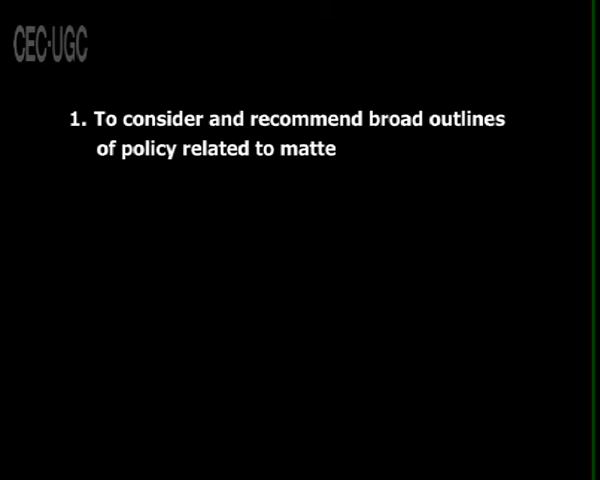 CEC-UGC
1. To consider and recommend broad outlines
of policy related to matte